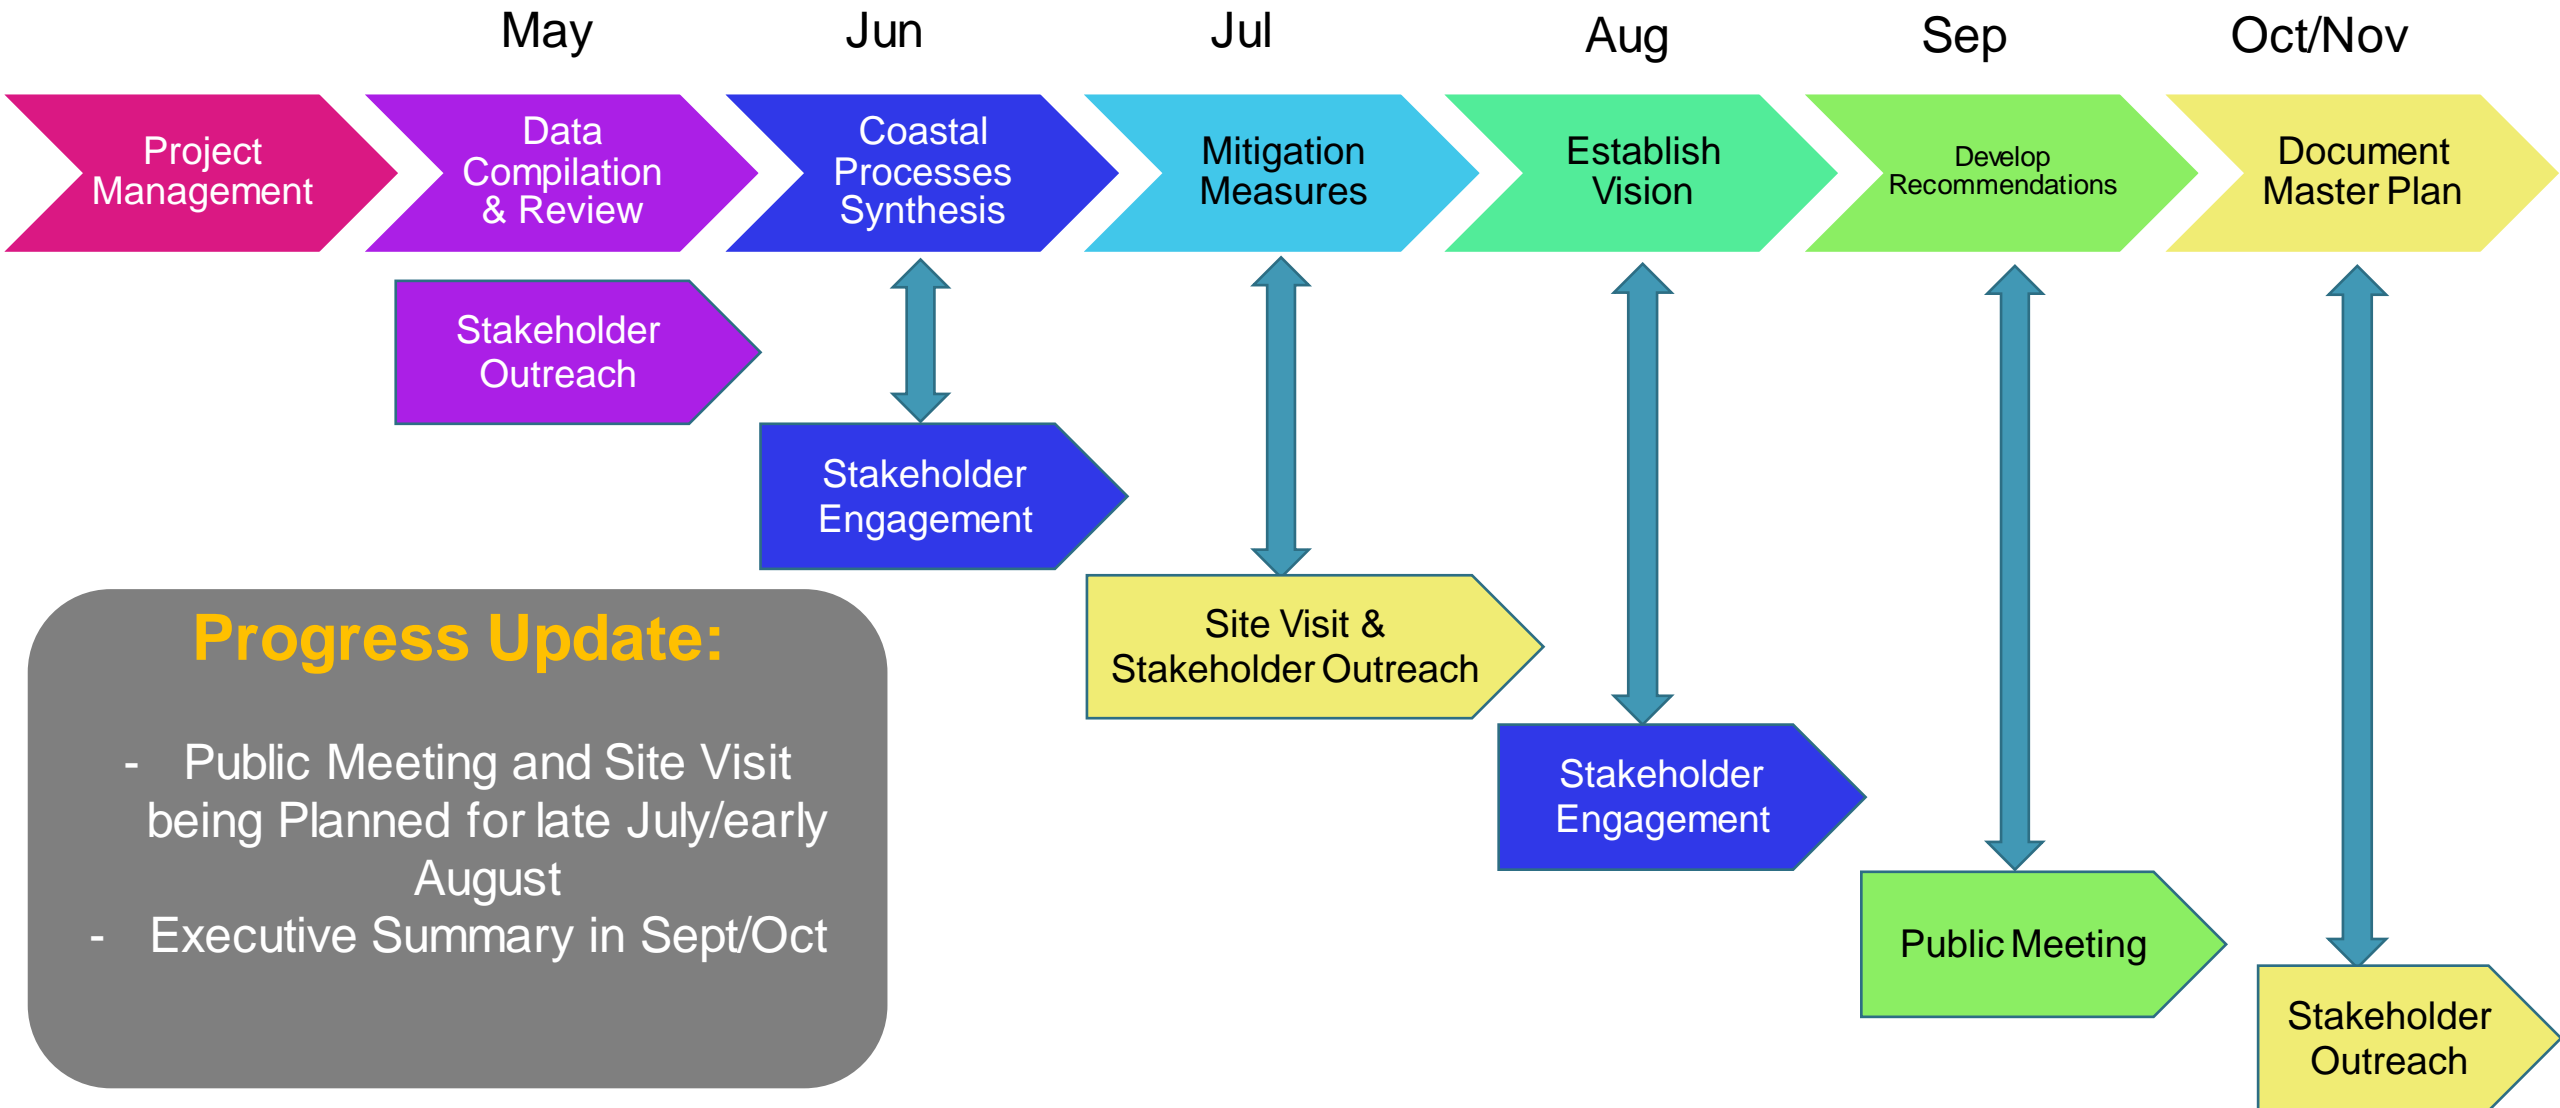 May
Jun
Jul
Aug
Sep
Oct/Nov
Project
Management
Data
Compilation
& Review
Coastal
Processes
Synthesis
Mitigation
Measures
Establish
Vision
Develop
Recommendations
Document
Master Plan
Stakeholder
Outreach
Stakeholder
Engagement
Site Visit &
Stakeholder Outreach
Stakeholder
Engagement
Public Meeting
Stakeholder
Outreach
Progress Update:
- Public Meeting and Site Visit
being Planned for late July/early
August
- Executive Summary in Sept/Oct